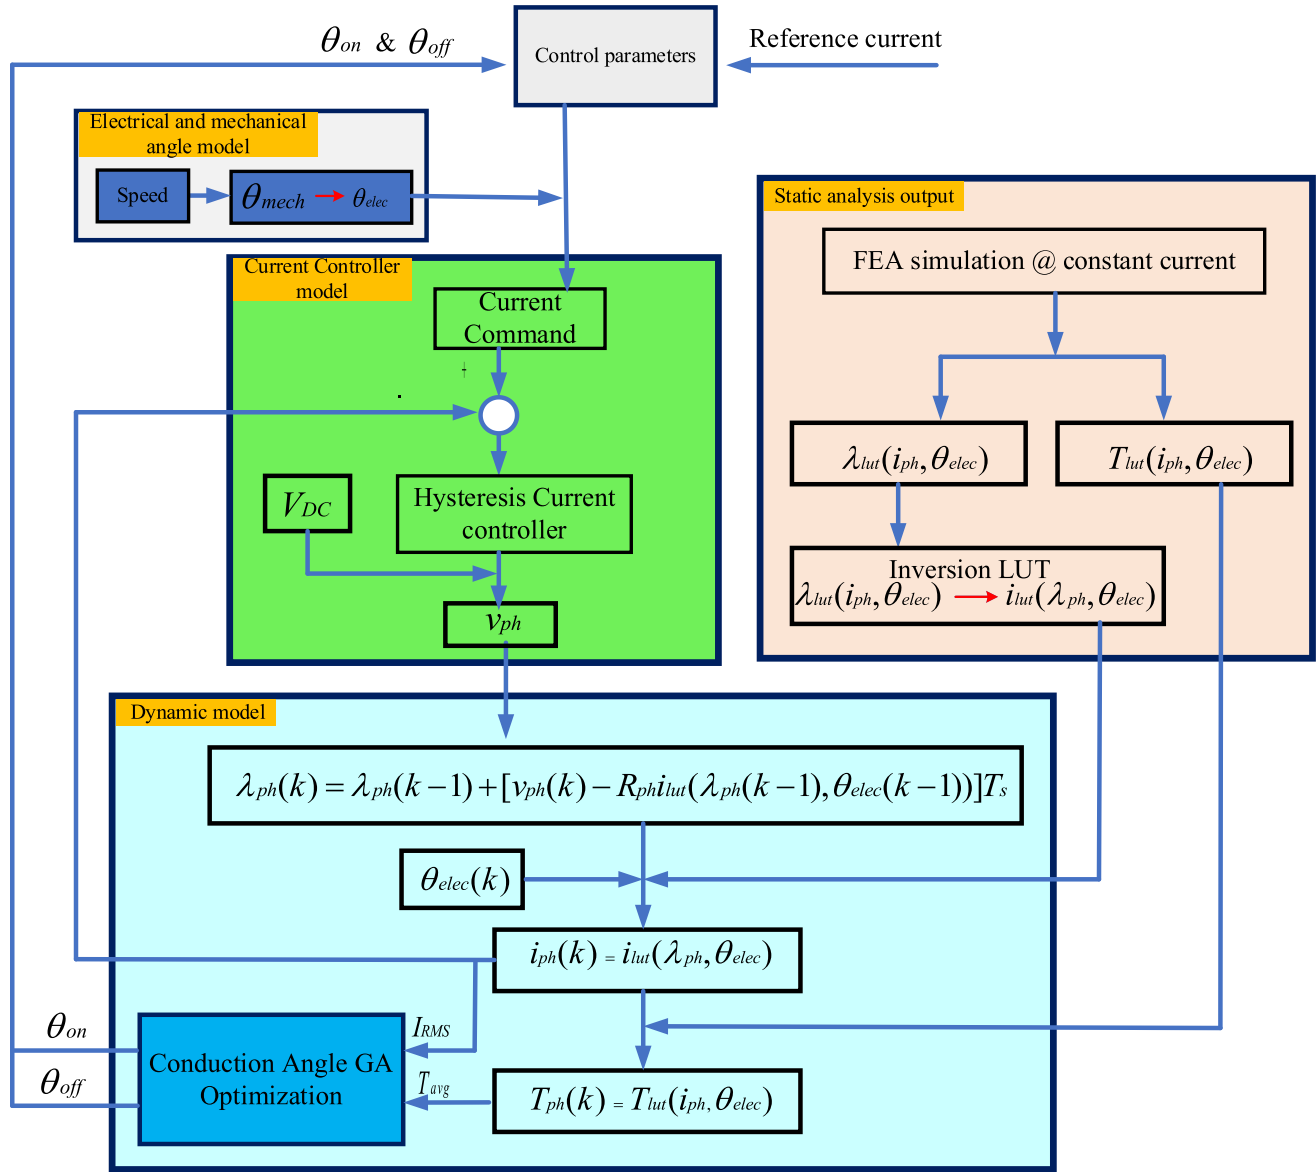 θon & θoff
Control parameters
Reference current
Electrical and mechanical
angle model
Speed
θmech → θelec
Static analysis output
FEA simulation @ constant current
Current Controller
model
Current
Command
+
λlut(iph,θelec)
Tlut(iph,θelec)
VDC
Hysteresis Current
controller
Inversion LUT
λlut(iph,θelec) → ilut(λph,θelec)
vph
Dynamic model
λph(k) = λph(k−1)+[vph(k)−Rphilut(λph(k−1),θelec(k−1))]Ts
θelec(k)
iph(k) = ilut(λph,θelec)
θon
IRMS
Conduction Angle GA
Optimization
θoff
Tavg
Tph(k) = Tlut(iph,θelec)